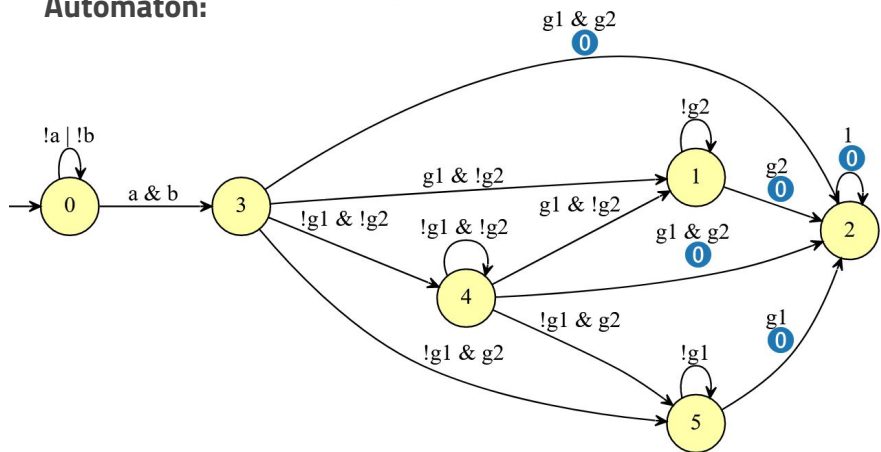 Automaton:
g1 & g2
0
!a | !b
0
a & b
3
g1 & !g2
!g1 & !g2
!g1 & g2
!g1 & !g2
4
g1 & !g2
g1 & g2
0
!g1 & g2
!g2
1
g2
0
!g1
5
g1
0
1
0
2